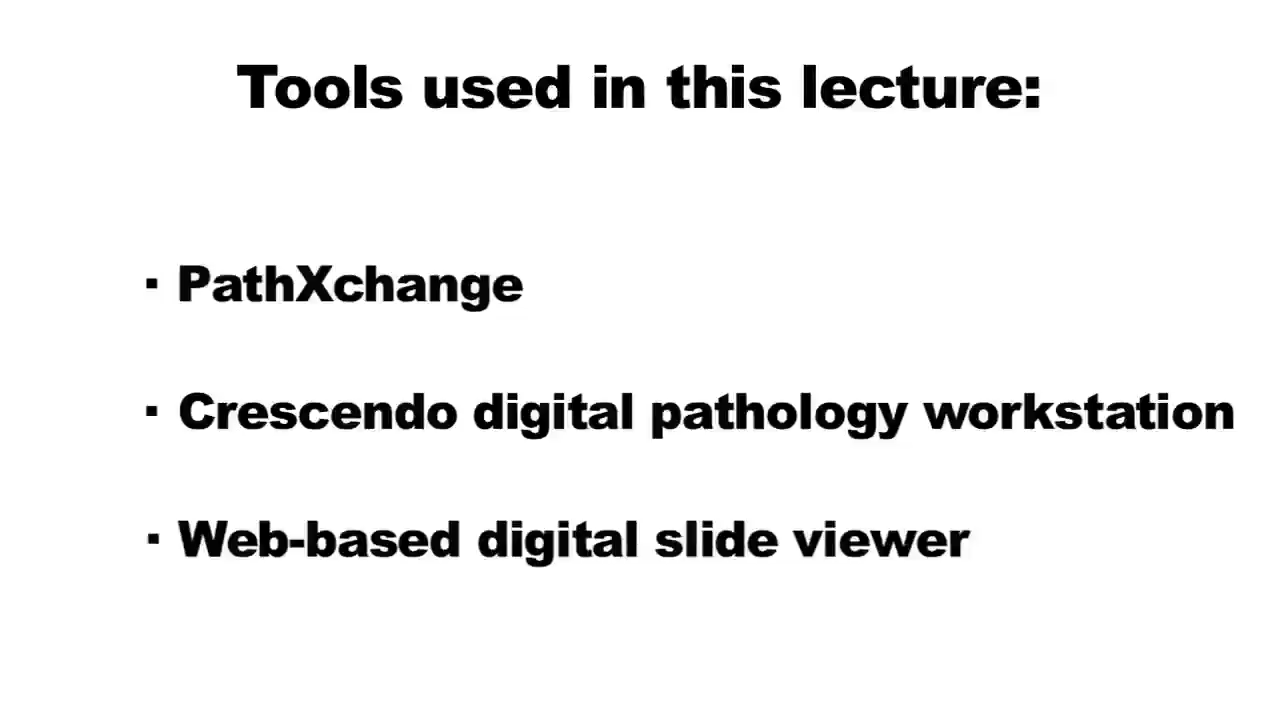 Tools used in this lecture:
▪ PathXchange
▪ Crescendo digital pathology workstation
▪ Web-based digital slide viewer